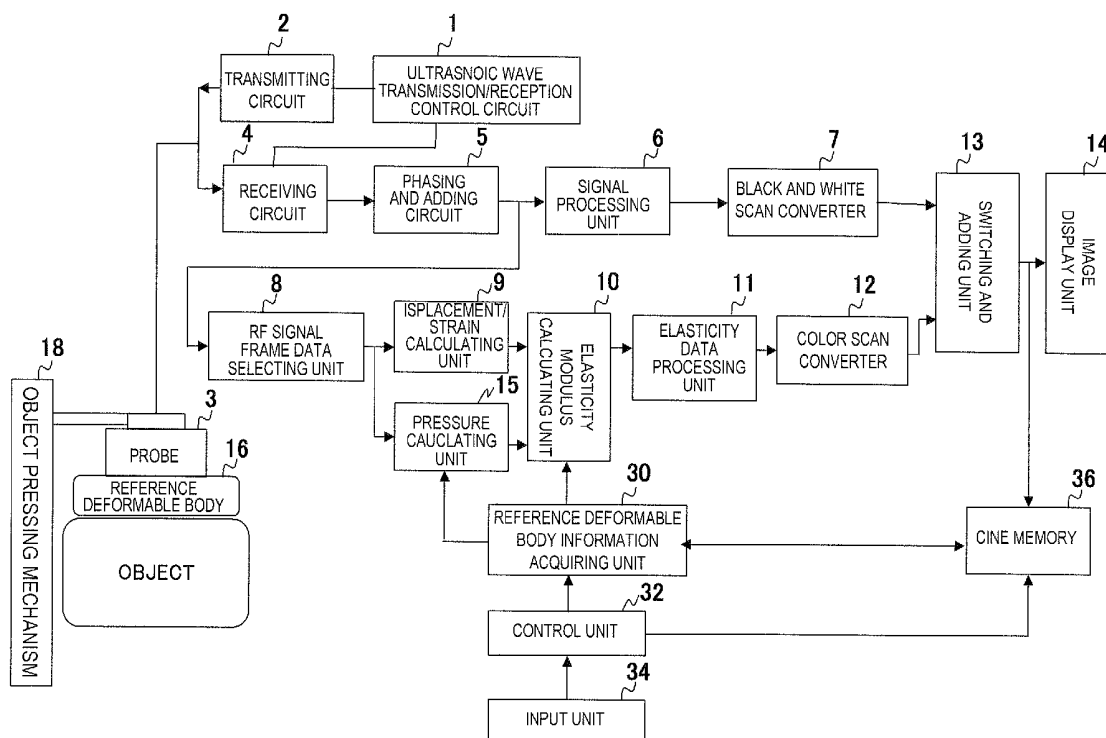 2
1
TRANSMITTING
CIRCUIT
ULTRASNOIC WAVE
TRANSMISSION/RECEPTION
CONTROL CIRCUIT
4
5
6
7
13
14
RECEIVING
CIRCUIT
PHASING
AND ADDING
CIRCUIT
SIGNAL
PROCESSING
UNIT
BLACK AND WHITE
SCAN CONVERTER
SWITCHING AND
ADDING UNIT
IMAGE
DISPLAY UNIT
8
9
10
11
12
RF SIGNAL
FRAME DATA
SELECTING UNIT
ISPLACEMENT/
STRAIN CALCULATING
UNIT
ELASTICITY
MODULUS
CALCUATING UNIT
ELASTICITY
DATA
PROCESSING
UNIT
COLOR SCAN
CONVERTER
18
OBJECT PRESSING MECHANISM
3
PROBE
16
REFERENCE
DEFORMABLE BODY
OBJECT
15
PRESSURE
CAUCLATING
UNIT
30
REFERENCE DEFORMABLE
BODY INFORMATION
ACQUIRING UNIT
36
CINE MEMORY
32
CONTROL UNIT
34
INPUT UNIT